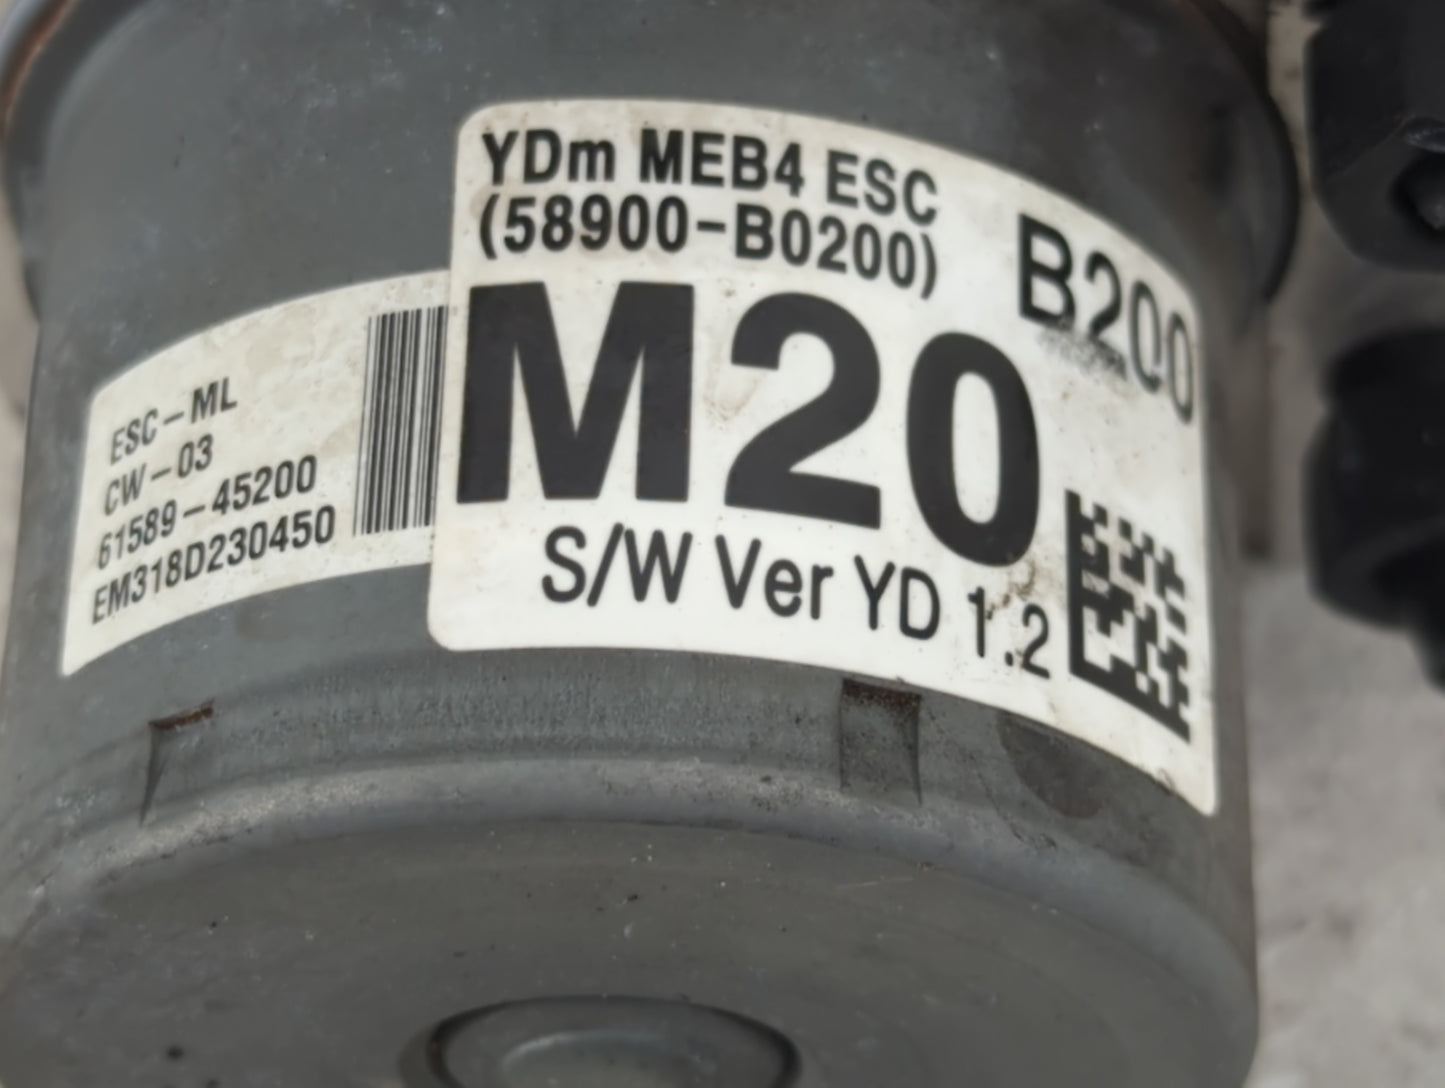 YDm MEB4 ESC
(58900-B0200)
B200
M20
S/W Ver YD 1.2
ESC-ML
CW-03
61589-45200
EM318D230450